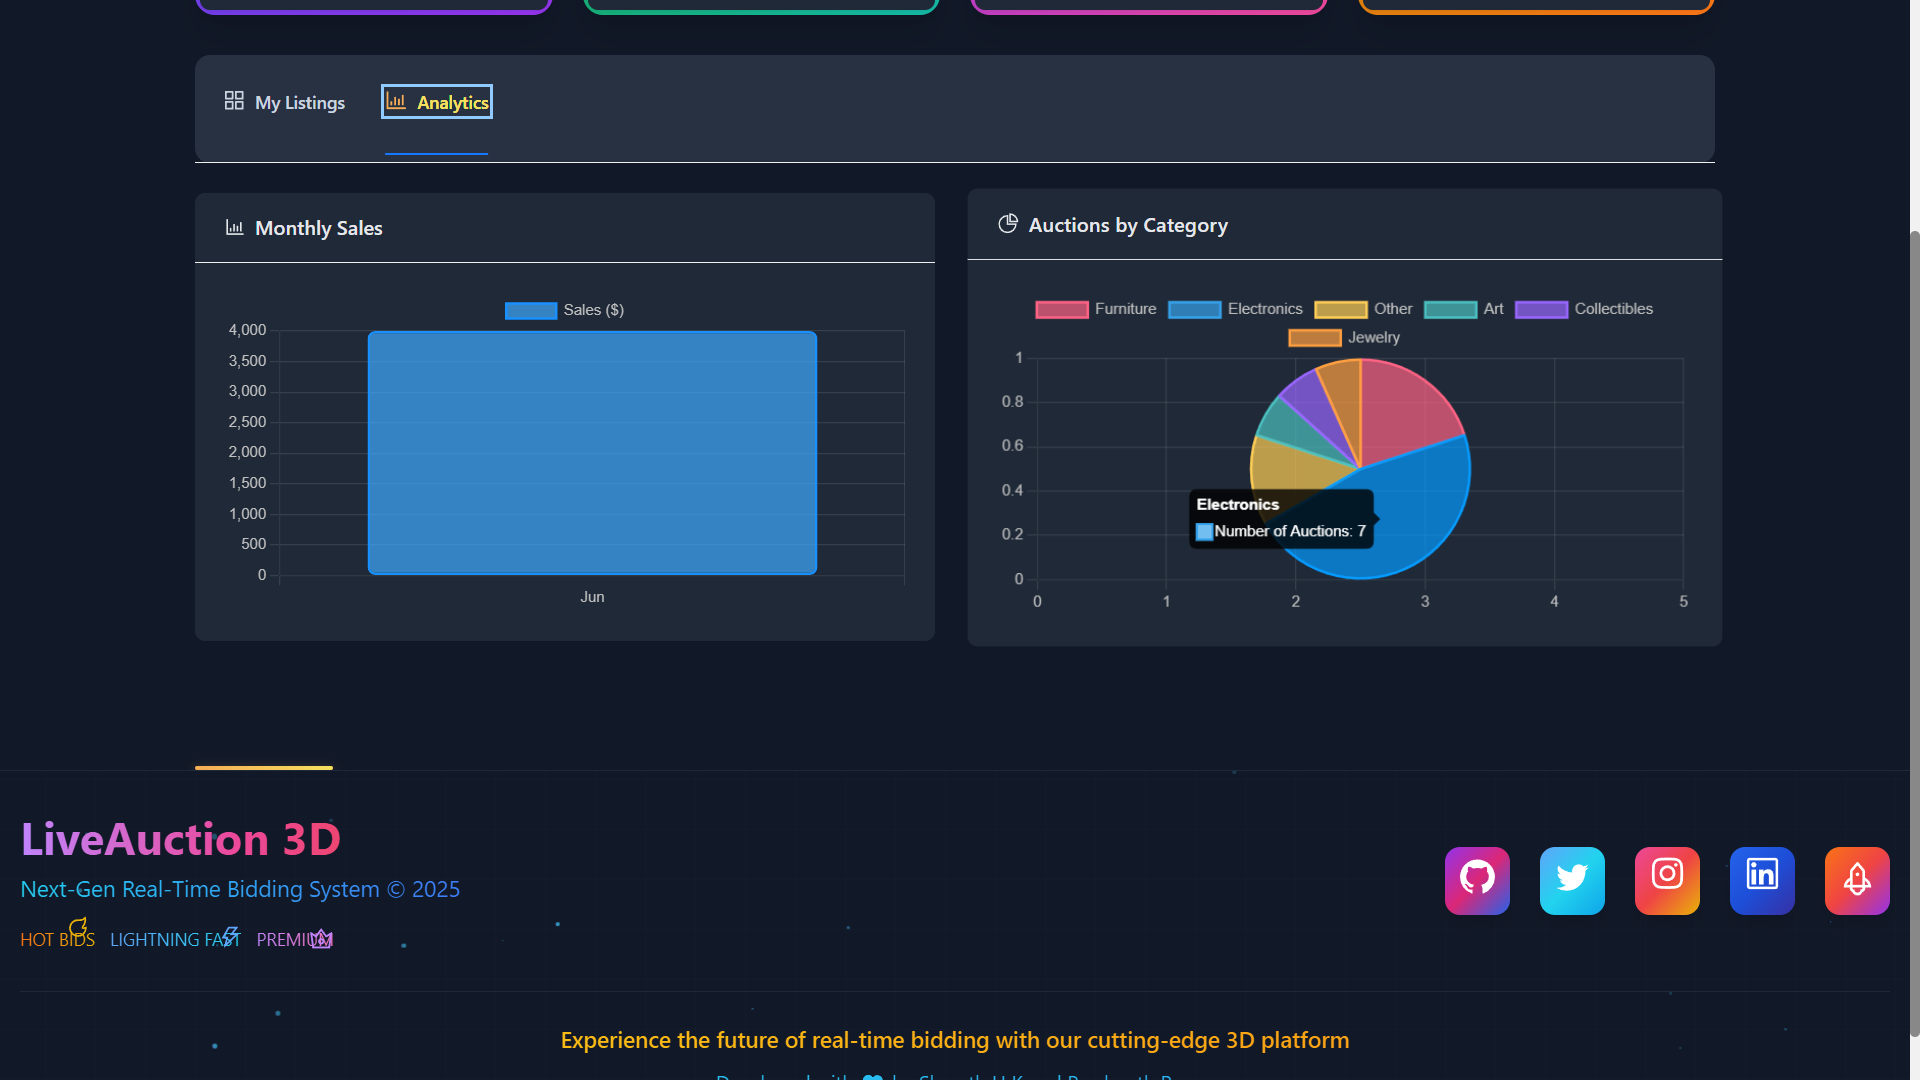 My Listings
Analytics
Monthly Sales
Sales ($)
4,000
3,500
3,000
2,500
2,000
1,500
1,000
500
0
Jun
Auctions by Category
Furniture Electronics Other Art Collectibles
Jewelry
1
0.8
0.6
0.4
0.2
0
Electronics
Number of Auctions: 7
0 1 2 3 4 5
LiveAuction 3D
Next-Gen Real-Time Bidding System © 2025
HOT BIDS LIGHTNING FAST PREMIUM
Experience the future of real-time bidding with our cutting-edge 3D platform